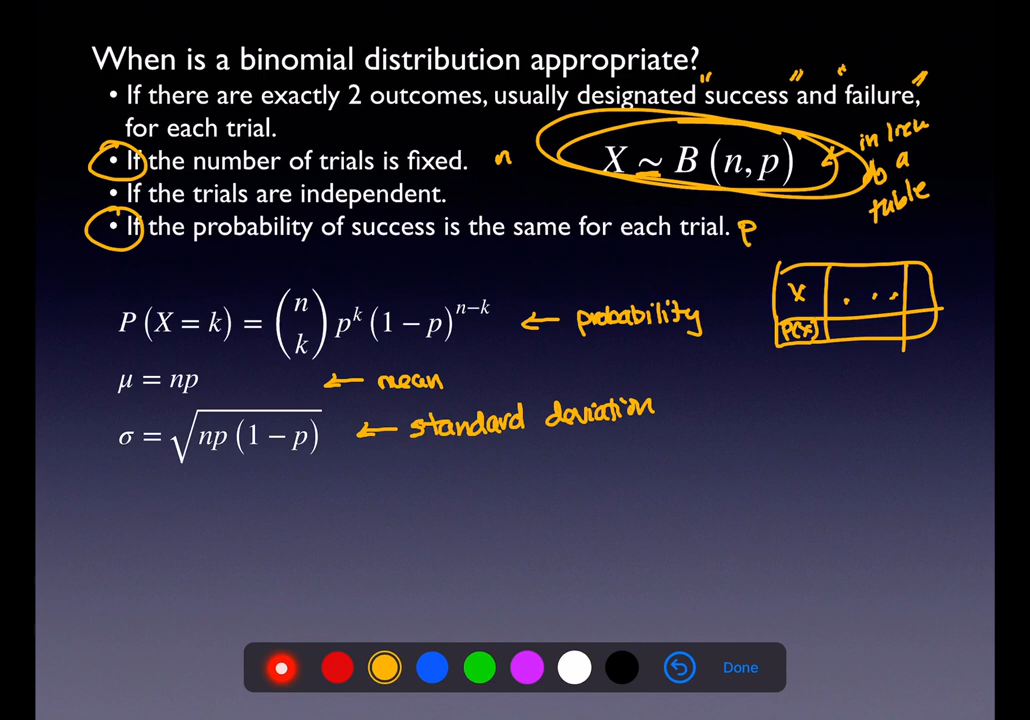 When is a binomial distribution appropriate?
• If there are exactly 2 outcomes, usually designated "success" and "failure,"
for each trial.
• If the number of trials is fixed. n
X ~ B (n, p)
in lieu
of a
table
• If the trials are independent.
• If the probability of success is the same for each trial. p
X . . .
P(X)
P (X = k) = (n k) p^k (1 − p)^{n−k} ← probability
μ = np ← mean
σ = √np (1 − p) ← standard deviation
Done